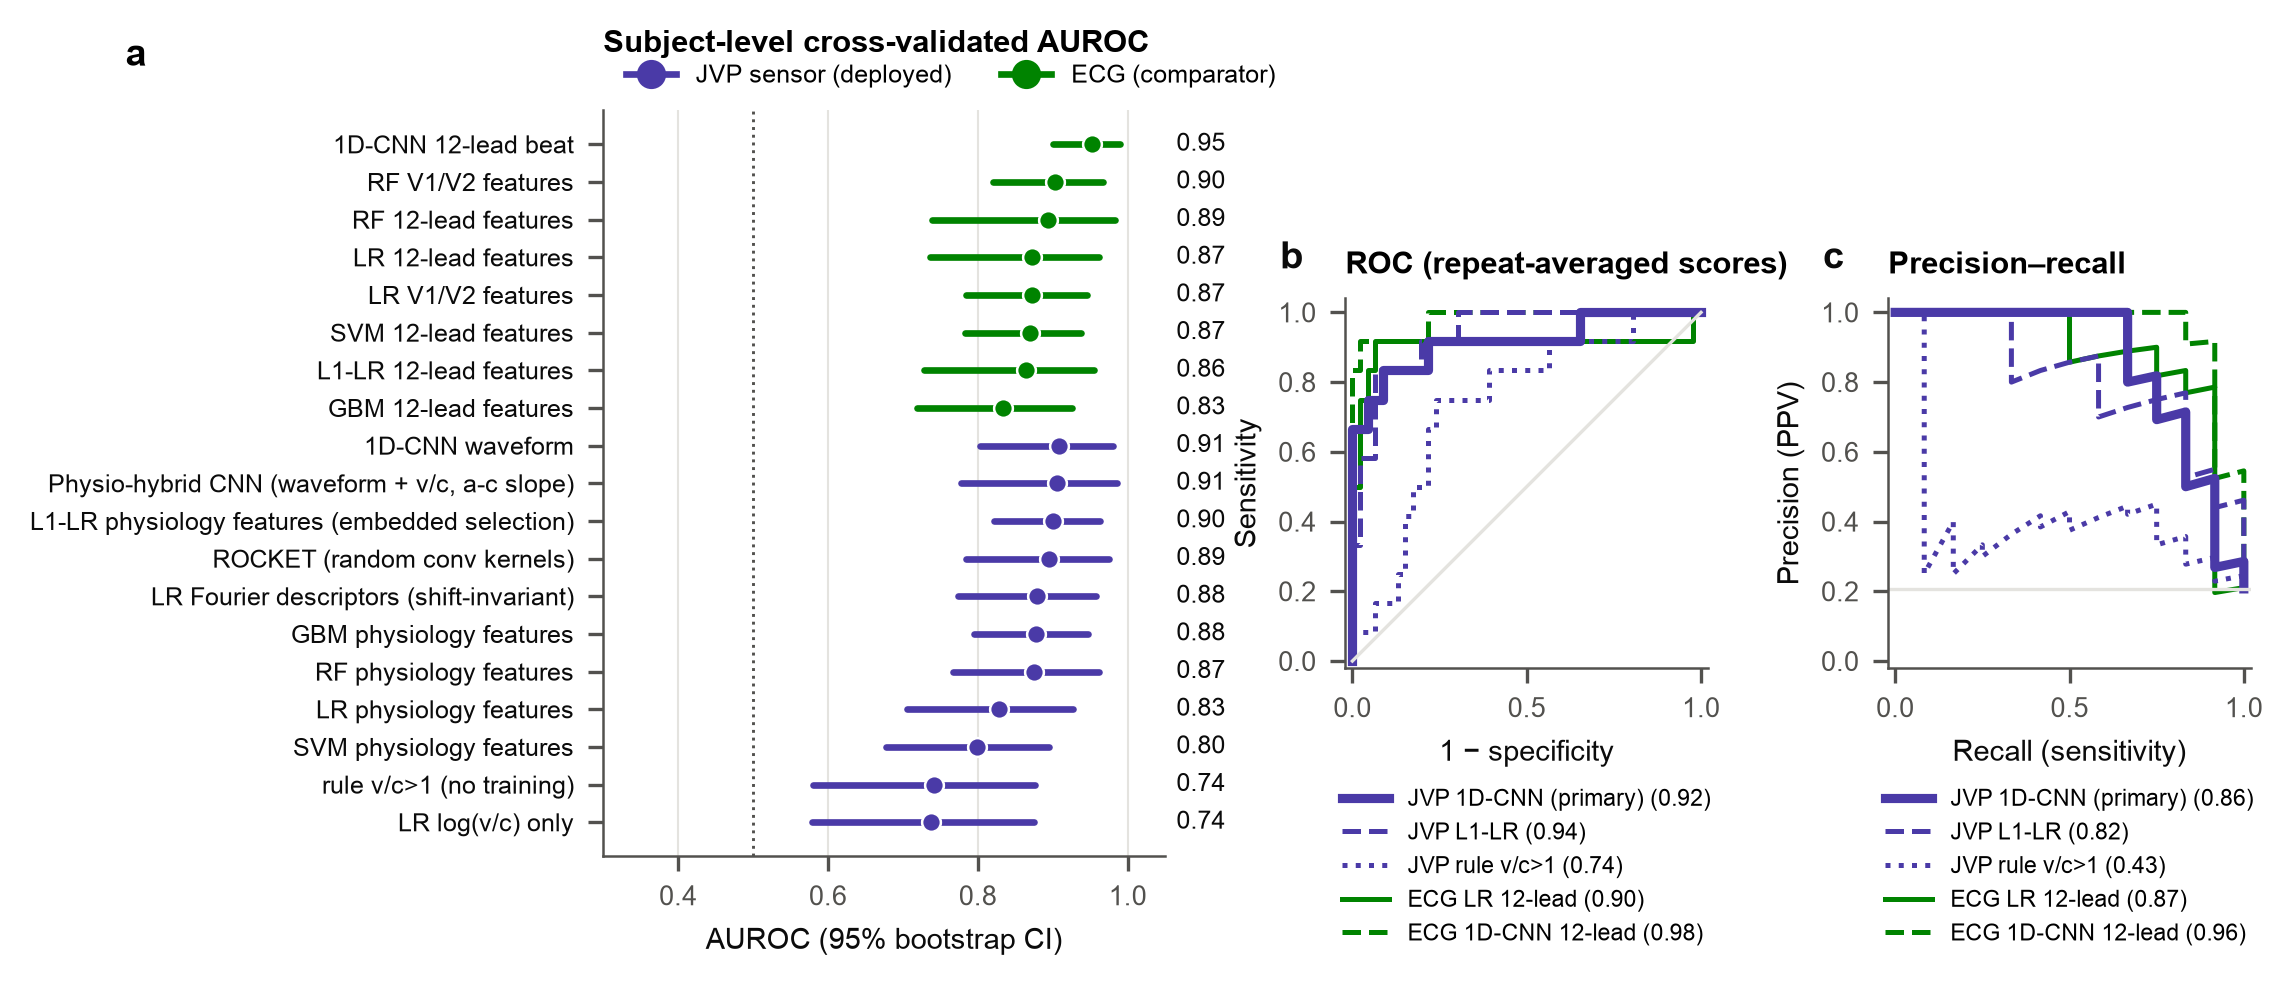 a
Subject-level cross-validated AUROC
JVP sensor (deployed)
ECG (comparator)
1D-CNN 12-lead beat 0.95
RF V1/V2 features 0.90
RF 12-lead features 0.89
LR 12-lead features 0.87
LR V1/V2 features 0.87
SVM 12-lead features 0.87
L1-LR 12-lead features 0.86
GBM 12-lead features 0.83
1D-CNN waveform 0.91
Physio-hybrid CNN (waveform + v/c, a-c slope) 0.91
L1-LR physiology features (embedded selection) 0.90
ROCKET (random conv kernels) 0.89
LR Fourier descriptors (shift-invariant) 0.88
GBM physiology features 0.88
RF physiology features 0.87
LR physiology features 0.83
SVM physiology features 0.80
rule v/c>1 (no training) 0.74
LR log(v/c) only 0.74
0.4 0.6 0.8 1.0
AUROC (95% bootstrap CI)
b
ROC (repeat-averaged scores)
Sensitivity
1.0
0.8
0.6
0.4
0.2
0.0
0.0 0.5 1.0
1 − specificity
JVP 1D-CNN (primary) (0.92)
JVP L1-LR (0.94)
JVP rule v/c>1 (0.74)
ECG LR 12-lead (0.90)
ECG 1D-CNN 12-lead (0.98)
c
Precision–recall
Precision (PPV)
1.0
0.8
0.6
0.4
0.2
0.0
0.0 0.5 1.0
Recall (sensitivity)
JVP 1D-CNN (primary) (0.86)
JVP L1-LR (0.82)
JVP rule v/c>1 (0.43)
ECG LR 12-lead (0.87)
ECG 1D-CNN 12-lead (0.96)